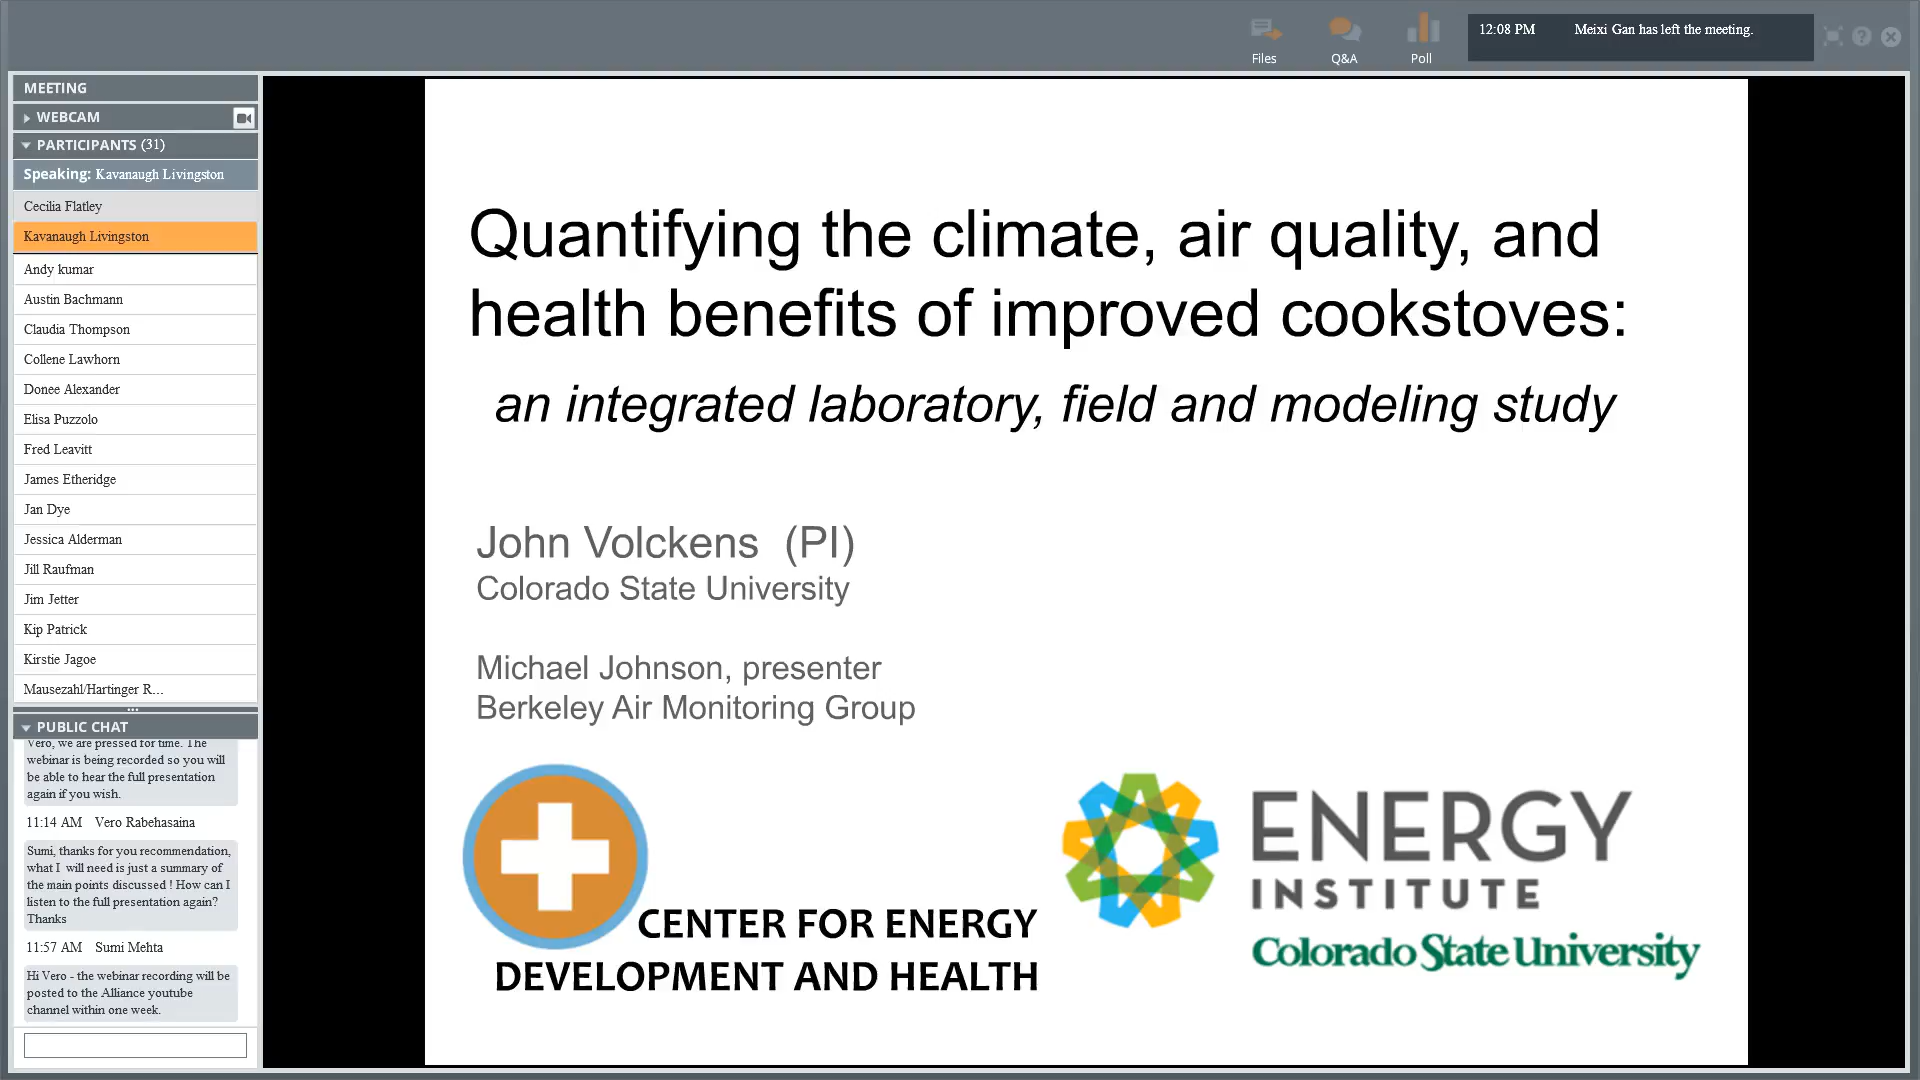 Files
Q&A
Poll
12:08 PM Meixi Gan has left the meeting.
MEETING
WEBCAM
PARTICIPANTS (31)
Speaking: Kavanaugh Livingston
Cecilia Flatley
Kavanaugh Livingston
Andy kumar
Austin Bachmann
Claudia Thompson
Collene Lawhorn
Donee Alexander
Elisa Puzzolo
Fred Leavitt
James Etheridge
Jan Dye
Jessica Alderman
Jill Raufman
Jim Jetter
Kip Patrick
Kirstie Jagoe
Mausezahl/Hartinger R...
PUBLIC CHAT
Vero, we are pressed for time. The
webinar is being recorded so you will
be able to hear the full presentation
again if you wish.
11:14 AM Vero Rabehasaina
Sumi, thanks for you recommendation,
what I will need is just a summary of
the main points discussed ! How can I
listen to the full presentation again?
Thanks
11:57 AM Sumi Mehta
Hi Vero - the webinar recording will be
posted to the Alliance youtube
channel within one week.
Quantifying the climate, air quality, and
health benefits of improved cookstoves:
an integrated laboratory, field and modeling study
John Volckens (PI)
Colorado State University
Michael Johnson, presenter
Berkeley Air Monitoring Group
CENTER FOR ENERGY
DEVELOPMENT AND HEALTH
ENERGY
INSTITUTE
Colorado State University